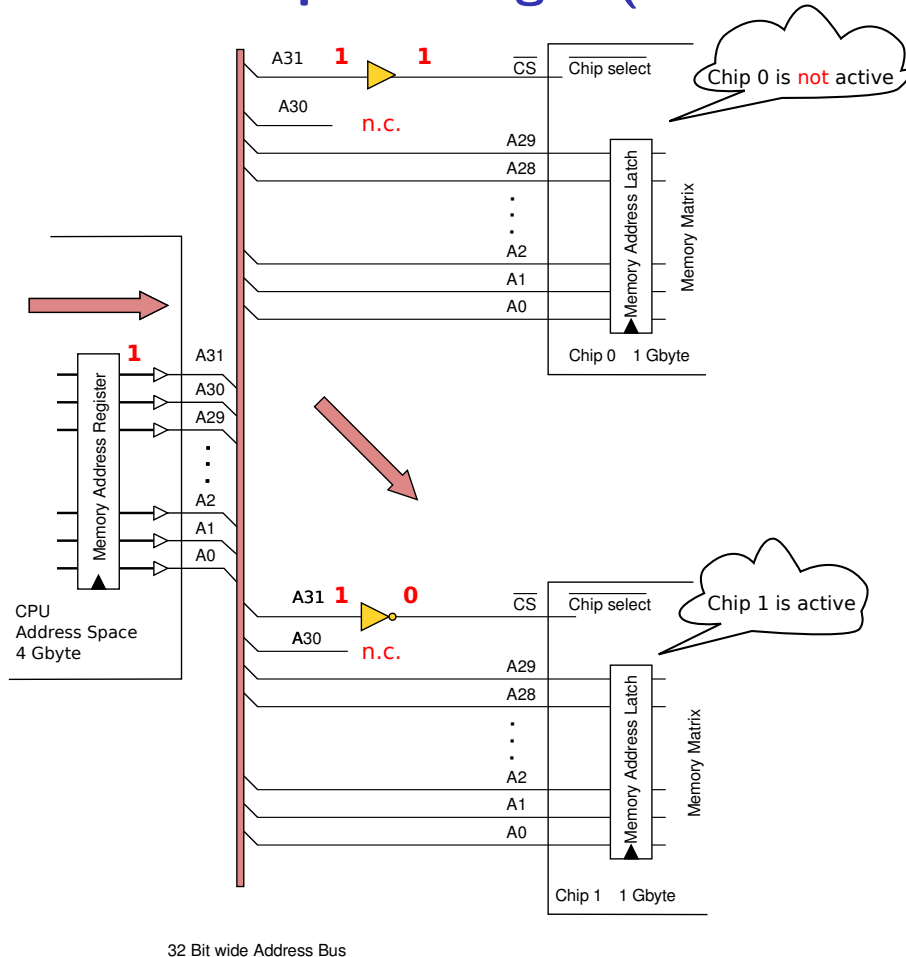 A31 1 1 CS Chip select
Chip 0 is not active
A30 n.c.
A29
A28
A2
A1
A0
Memory Address Latch
Memory Matrix
Chip 0 1 Gbyte
1 A31
A30
A29
A2
A1
A0
Memory Address Register
CPU
Address Space
4 Gbyte
A31 1 0 CS Chip select
Chip 1 is active
A30 n.c.
A29
A28
A2
A1
A0
Memory Address Latch
Memory Matrix
Chip 1 1 Gbyte
32 Bit wide Address Bus